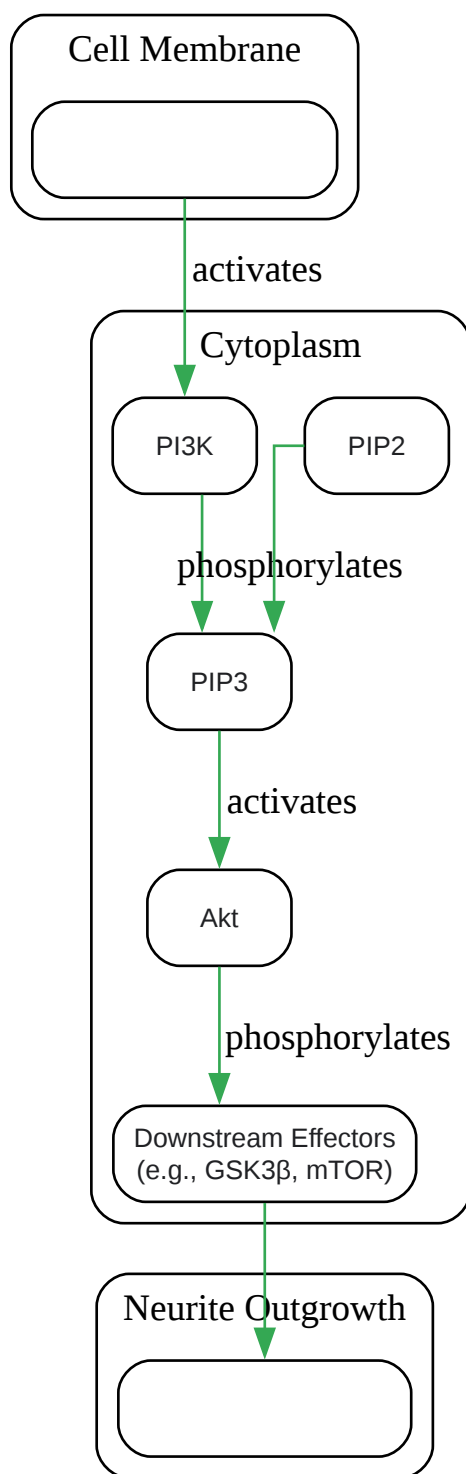 Cell Membrane
activates
Cytoplasm
PI3K
PIP2
phosphorylates
PIP3
activates
Akt
phosphorylates
Downstream Effectors
(e.g., GSK3β, mTOR)
Neurite Outgrowth